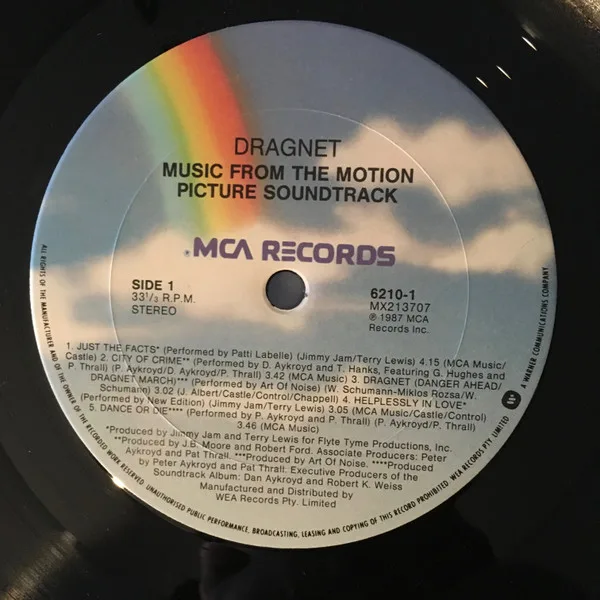 DRAGNET
MUSIC FROM THE MOTION
PICTURE SOUNDTRACK
MCA RECORDS
SIDE 1
33 1/3 R.P.M.
STEREO
6210-1
MX213707
℗ 1987 MCA
Records Inc.
1. JUST THE FACTS* (Performed by Patti Labelle) (Jimmy Jam/Terry Lewis) 4.15 (MCA Music/
Castle) 2. CITY OF CRIME** (Performed by D. Aykroyd and T. Hanks, Featuring G. Hughes and
P. Thrall) (P. Aykroyd/D. Aykroyd/P. Thrall) 3.42 (MCA Music) 3. DRAGNET (DANGER AHEAD/
DRAGNET MARCH)*** (Performed by Art Of Noise) (W. Schumann-Miklos Rozsa/W.
Schumann) 3.02 (J. Albert/Castle/Control/Chappell) 4. HELPLESSLY IN LOVE*
(Performed by New Edition) (Jimmy Jam/Terry Lewis) 3.05 (MCA Music/Castle/Control)
5. DANCE OR DIE**** (Performed by P. Aykroyd and P. Thrall) (P. Aykroyd/P. Thrall)
3.46 (MCA Music)
*Produced by Jimmy Jam and Terry Lewis for Flyte Tyme Productions, Inc.
**Produced by J.B. Moore and Robert Ford. Associate Producers: Peter
Aykroyd and Pat Thrall. ***Produced by Art Of Noise. ****Produced
by Peter Aykroyd and Pat Thrall. Executive Producers of the
Soundtrack Album: Dan Aykroyd and Robert K. Weiss
Manufactured and Distributed by
WEA Records Pty. Limited
ALL RIGHTS OF THE MANUFACTURER AND OF THE OWNER OF THE RECORDED WORK RESERVED. UNAUTHORISED PUBLIC PERFORMANCE, BROADCASTING, LEASING AND COPYING OF THIS RECORD PROHIBITED. WEA RECORDS PTY. LIMITED A WARNER COMMUNICATIONS COMPANY.